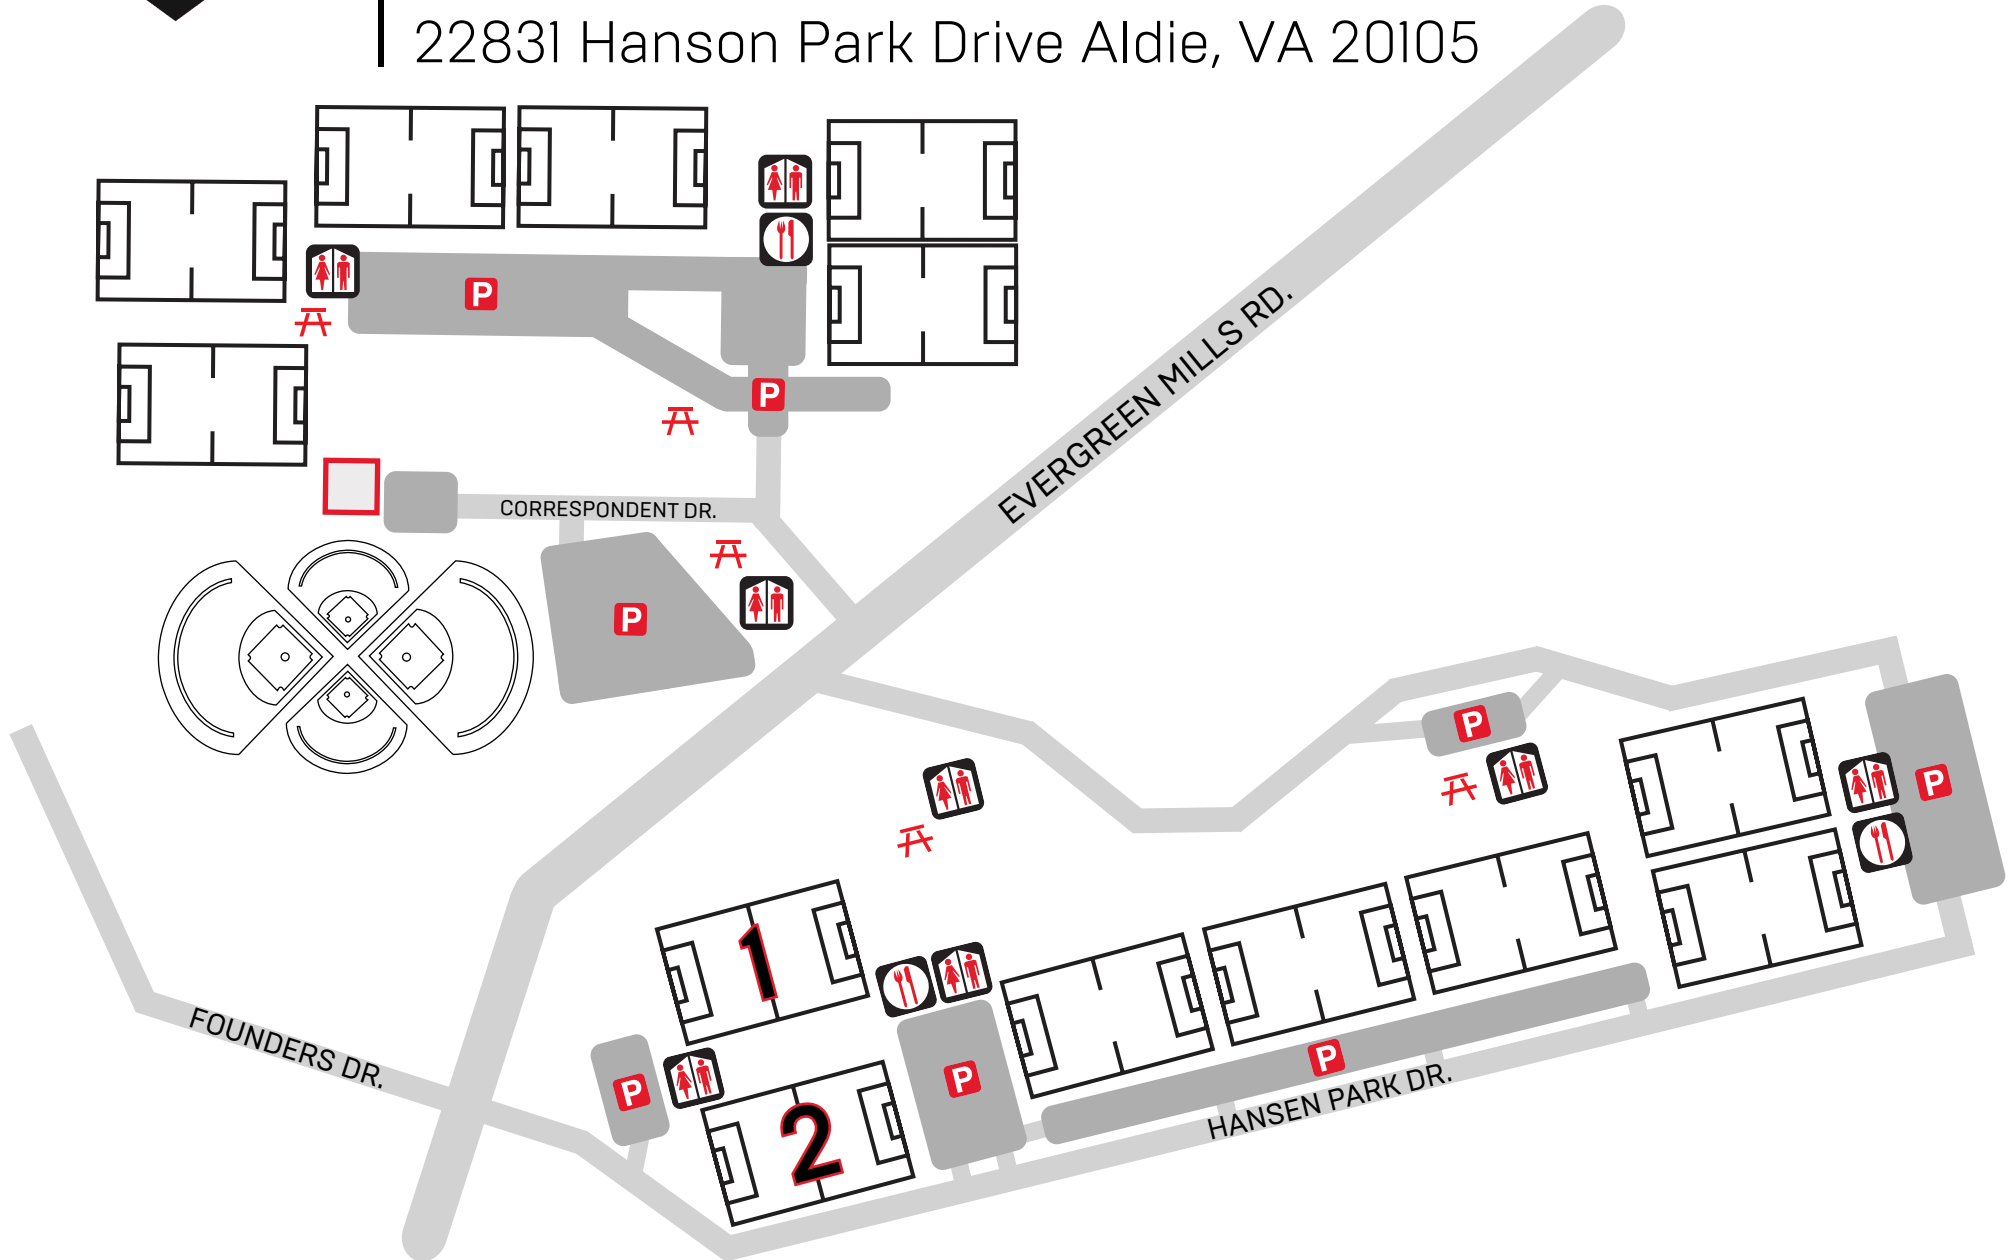 22831 Hanson Park Drive Aldie, VA 20105
P
P
EVERGREEN MILLS RD.
CORRESPONDENT DR.
P
P
P
1
FOUNDERS DR.
P
P
P
HANSEN PARK DR.
2